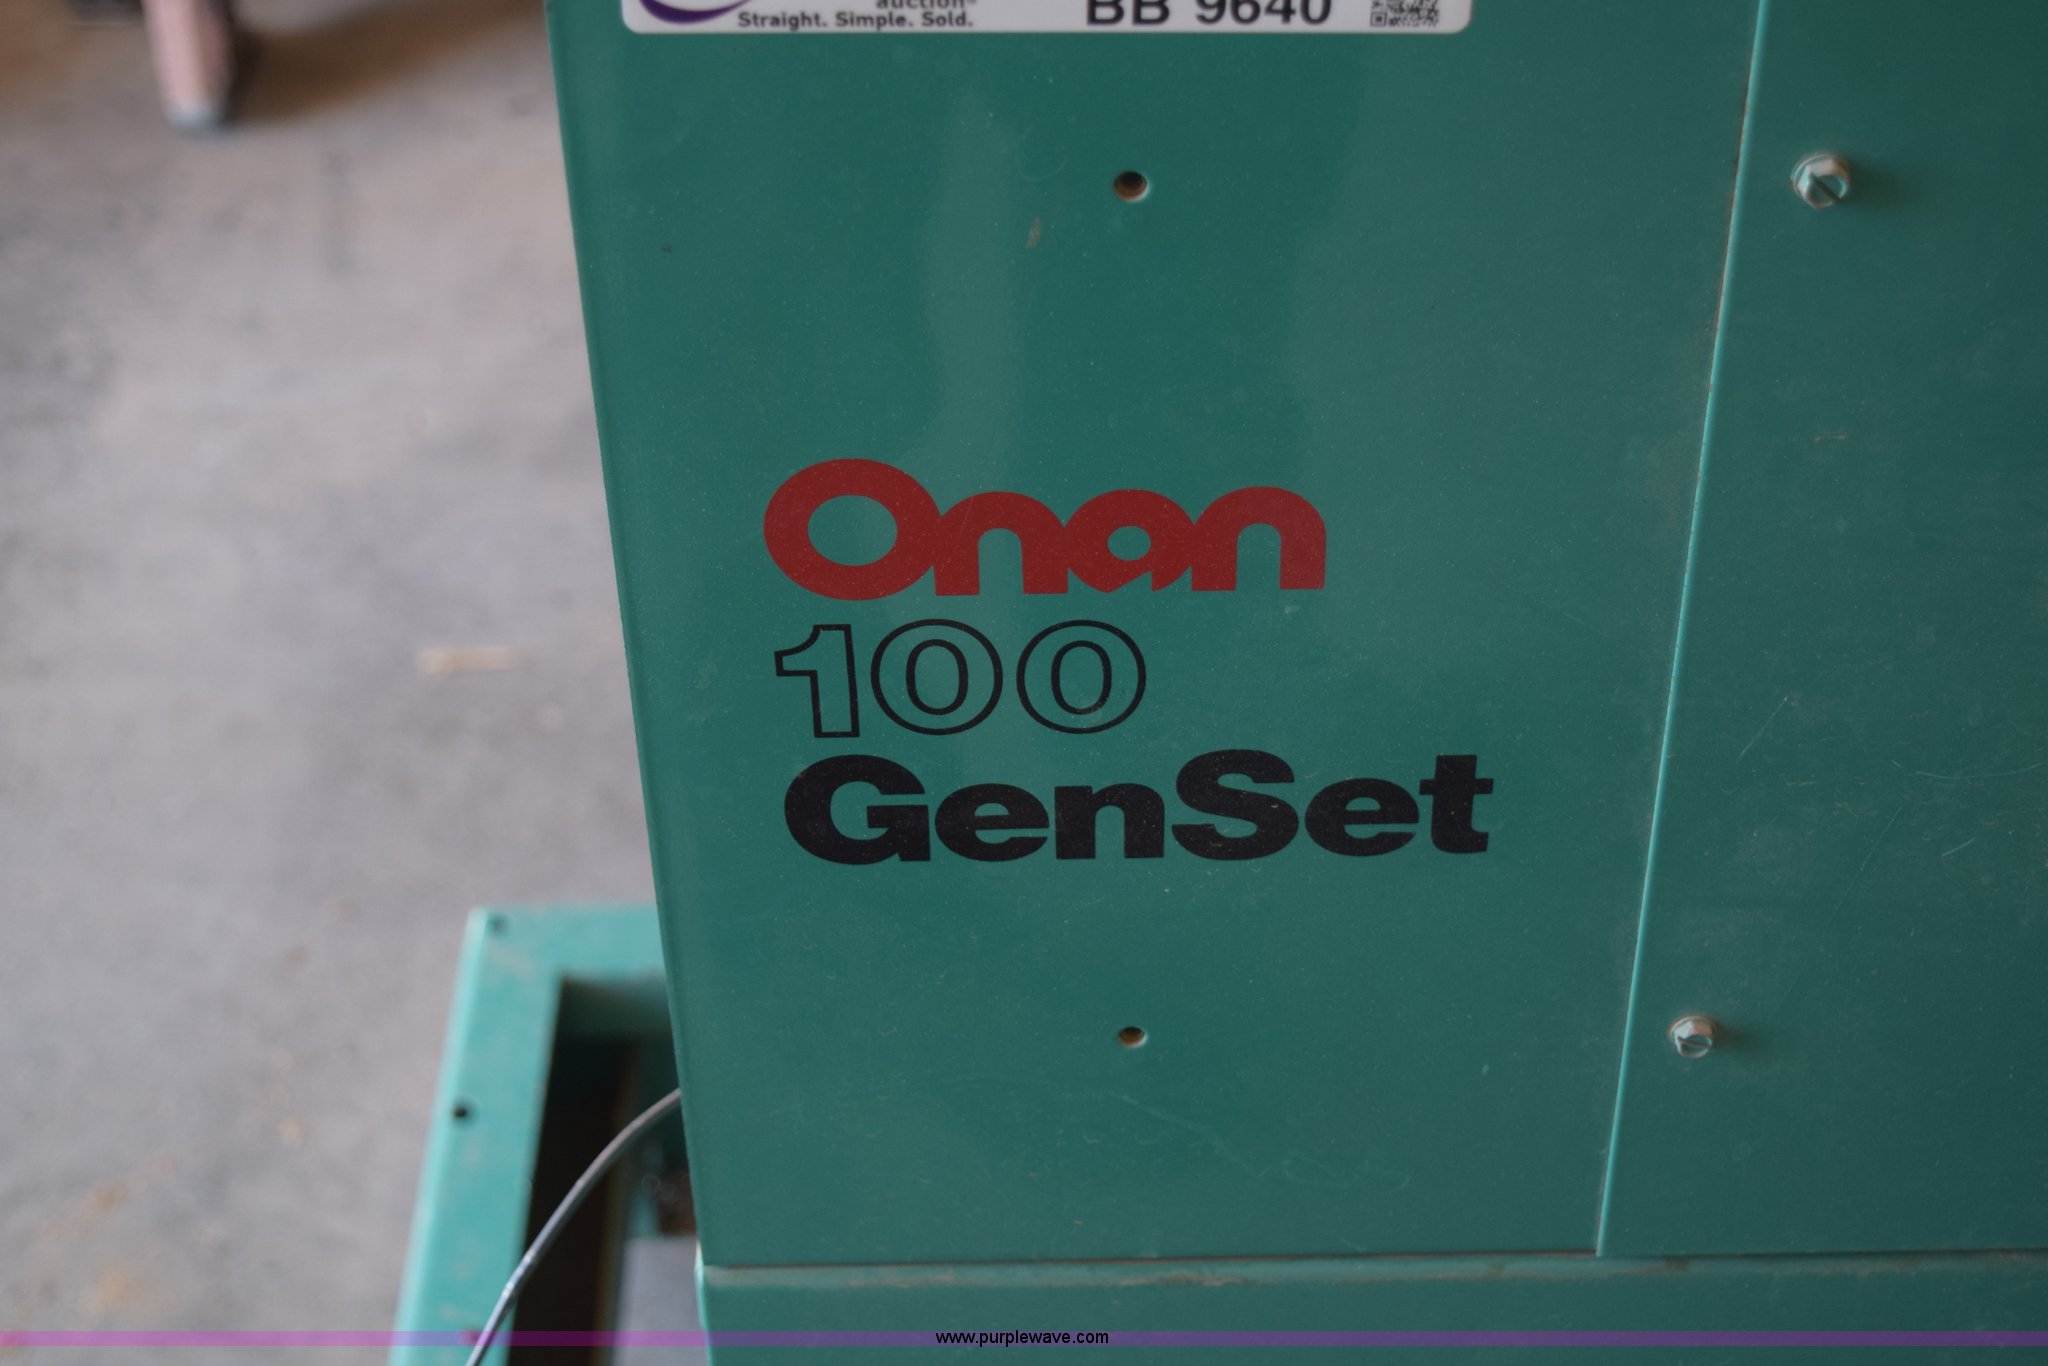 auction®
Straight. Simple. Sold.
BB 9640
Onan
100
GenSet
www.purplewave.com